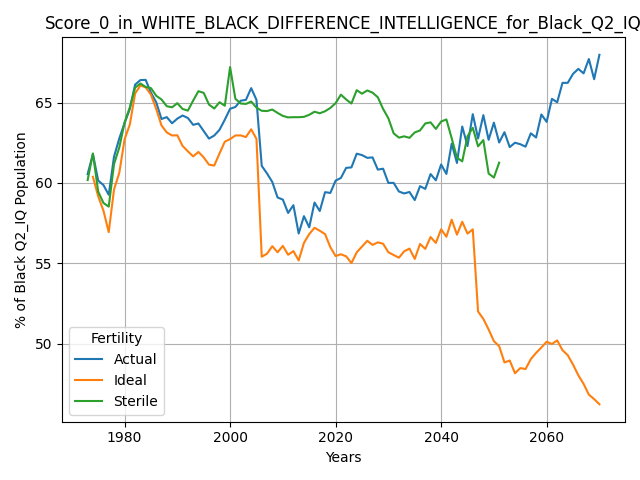 Score_0_in_WHITE_BLACK_DIFFERENCE_INTELLIGENCE_for_Black_Q2_IQ
% of Black Q2_IQ Population
65
60
55
50
Fertility
Actual
Ideal
Sterile
1980
2000
2020
2040
2060
Years